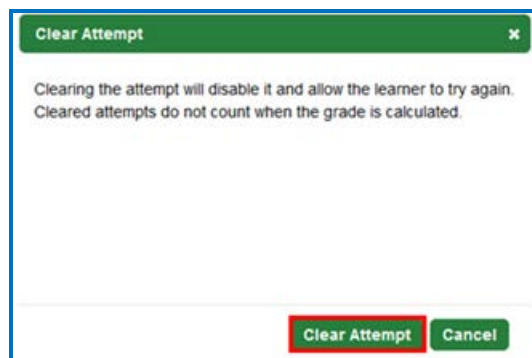 Clear Attempt
Clearing the attempt will disable it and allow the learner to try again.
Cleared attempts do not count when the grade is calculated.
Clear Attempt Cancel